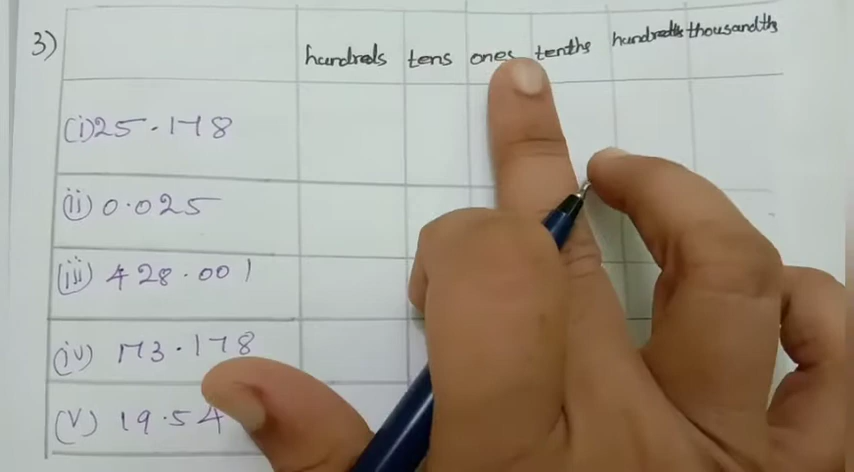 3)
hundreds tens ones tenths hundredths thousandths
(i) 25.178
(ii) 0.025
(iii) 428.001
(iv) 173.178
(v) 19.54